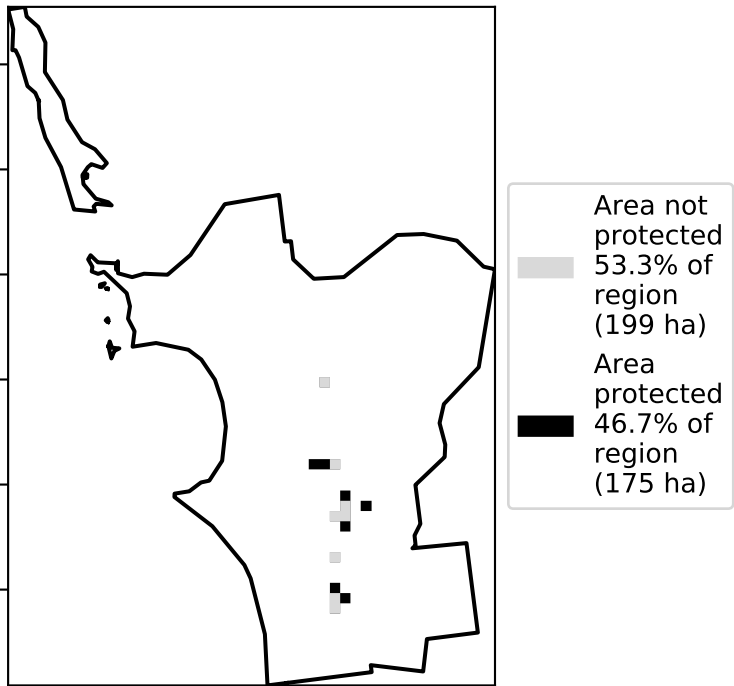 Area not
protected
53.3% of
region
(199 ha)
Area
protected
46.7% of
region
(175 ha)